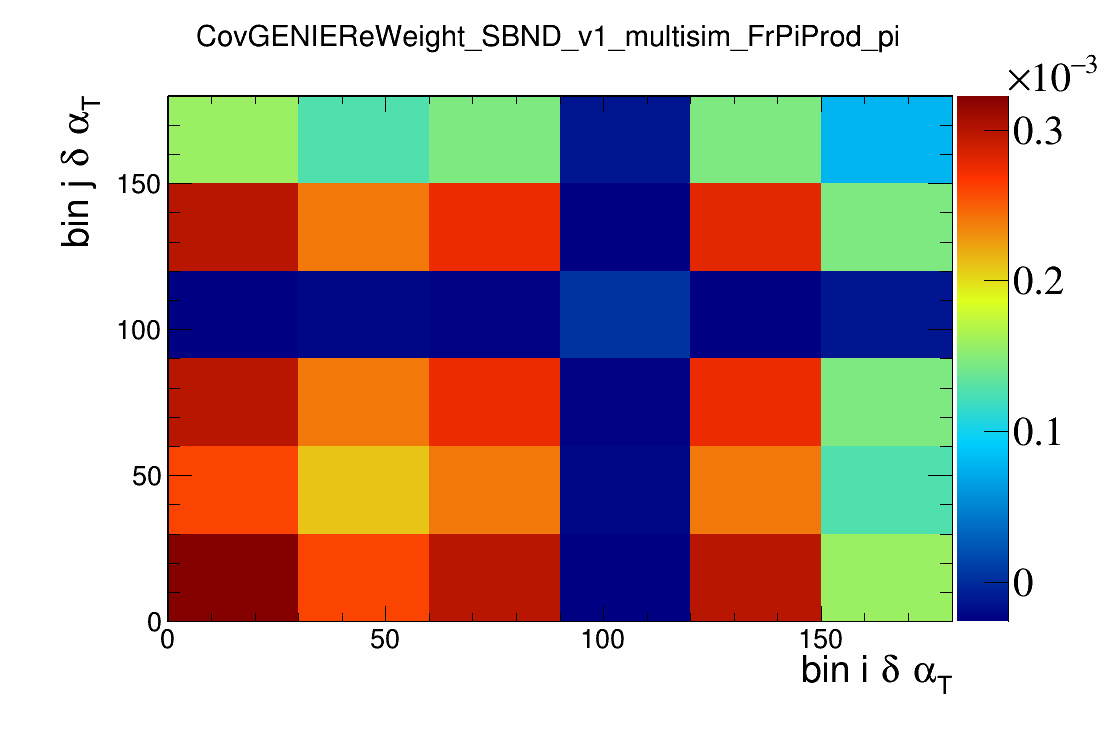 CovGENIEReWeight_SBND_v1_multisim_FrPiProd_pi
×10⁻³
bin j δ α_T
150
100
50
0
0 50 100 150
bin i δ α_T
0.3
0.2
0.1
0